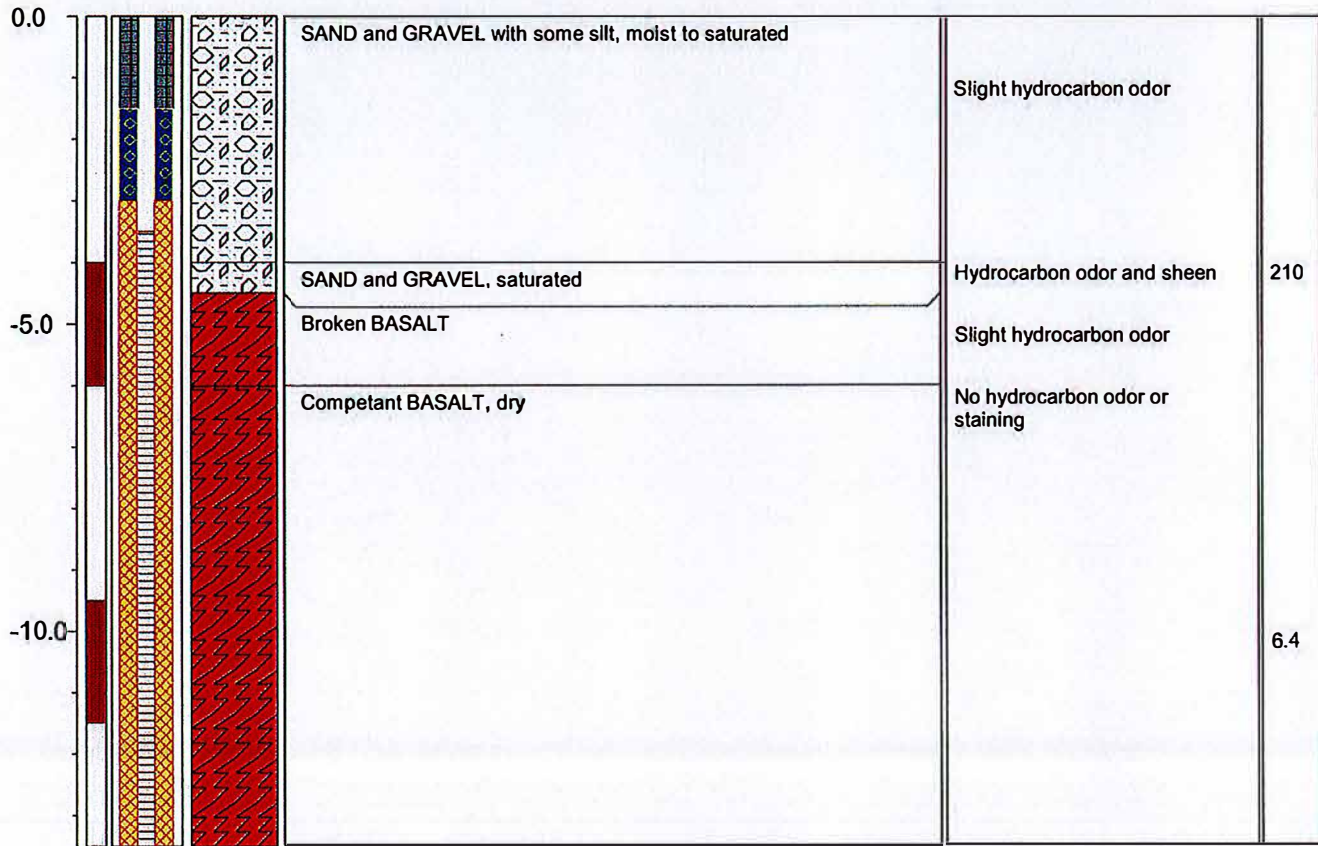 0.0
SAND and GRAVEL with some silt, moist to saturated
Slight hydrocarbon odor
SAND and GRAVEL, saturated
Hydrocarbon odor and sheen
210
-5.0
Broken BASALT
Slight hydrocarbon odor
Competant BASALT, dry
No hydrocarbon odor or
staining
-10.0
6.4